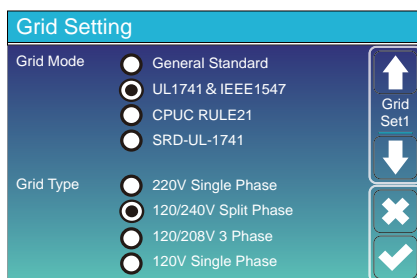 Grid Setting
Grid Mode
General Standard
UL1741 & IEEE1547
CPUC RULE21
SRD-UL-1741
Grid
Set1
Grid Type
220V Single Phase
120/240V Split Phase
120/208V 3 Phase
120V Single Phase